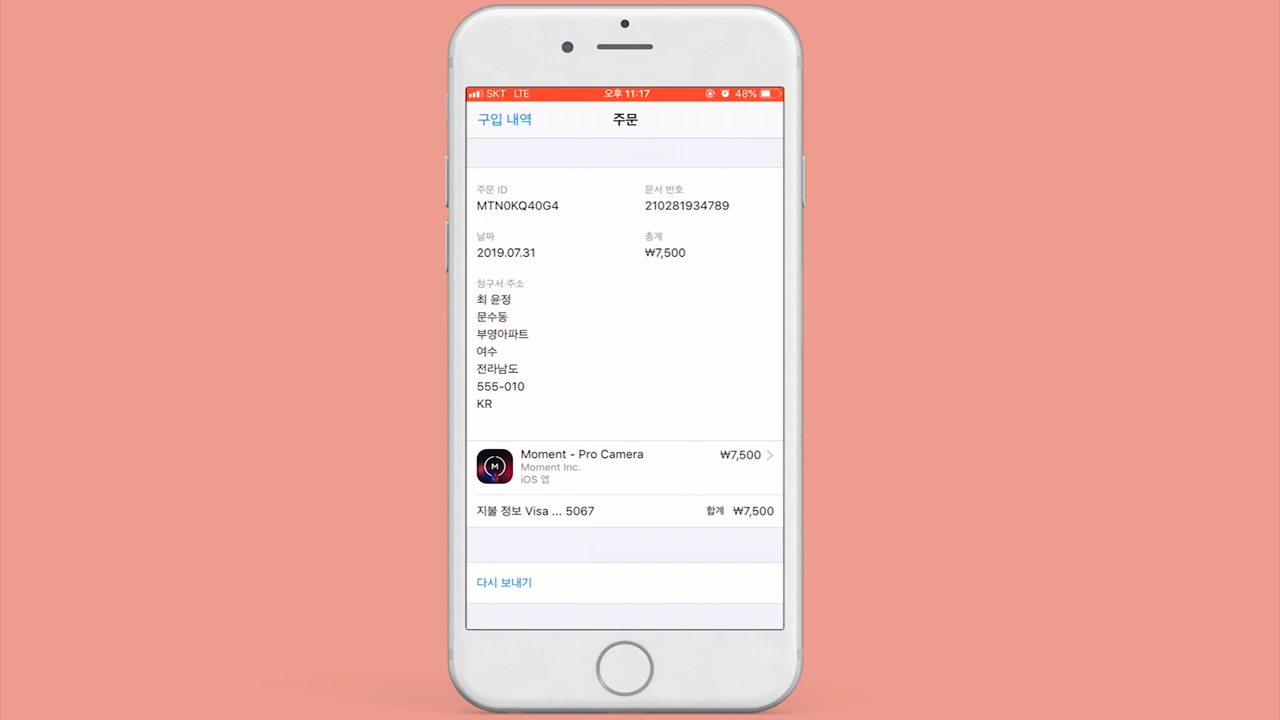 SKT LTE 오후 11:17 48%
구입 내역 주문
주문 ID 문서 번호
MTN0KQ40G4 210281934789
날짜 총계
2019.07.31 ₩7,500
청구서 주소
최 윤정
문수동
부영아파트
여수
전라남도
555-010
KR
Moment - Pro Camera ₩7,500
Moment Inc.
iOS 앱
M
지불 정보 Visa ... 5067 합계 ₩7,500
다시 보내기